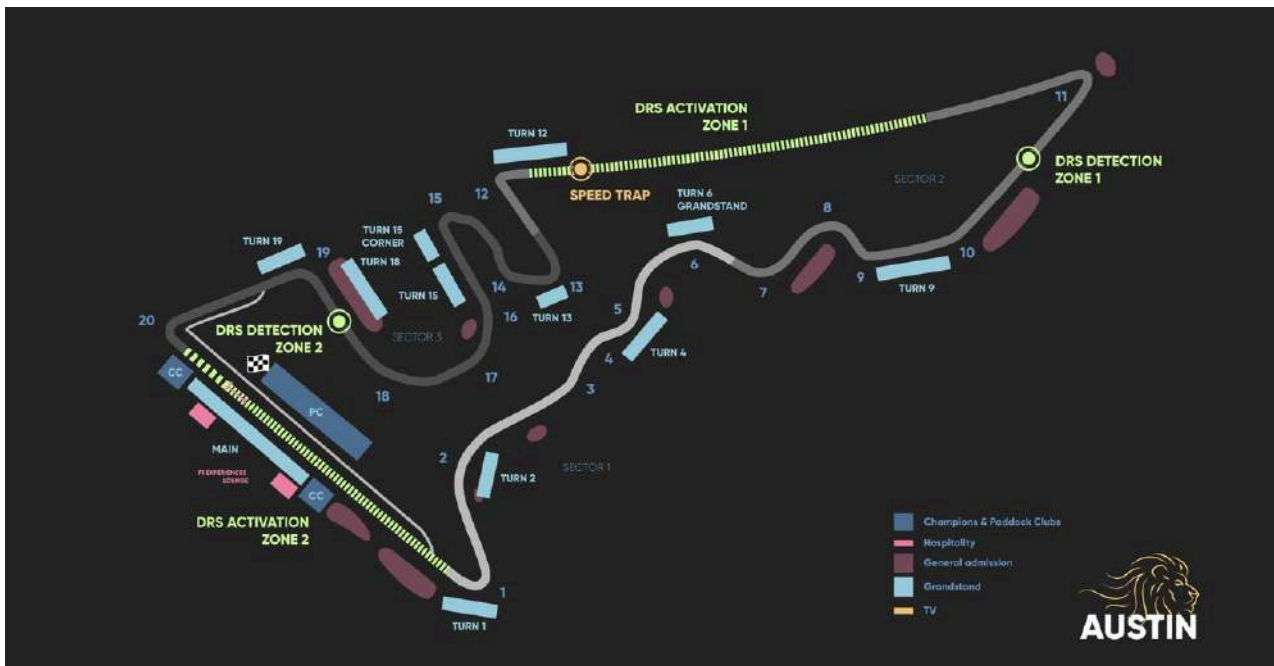 DRS ACTIVATION
ZONE 1
11
TURN 12
DRS DETECTION
ZONE 1
SPEED TRAP
SECTOR 2
12
15
TURN 6
GRANDSTAND
8
TURN 15
CORNER
TURN 19
19
TURN 18
10
6
9
TURN 9
14
13
7
TURN 15
TURN 13
5
16
20
DRS DETECTION
ZONE 2
SECTOR 3
TURN 4
4
CC
17
3
18
PC
MAIN
2
F1 EXPERIENCES
LOUNGE
SECTOR 1
TURN 2
CC
DRS ACTIVATION
ZONE 2
1
TURN 1
Champions & Paddock Clubs
Hospitality
General admission
Grandstand
TV
AUSTIN